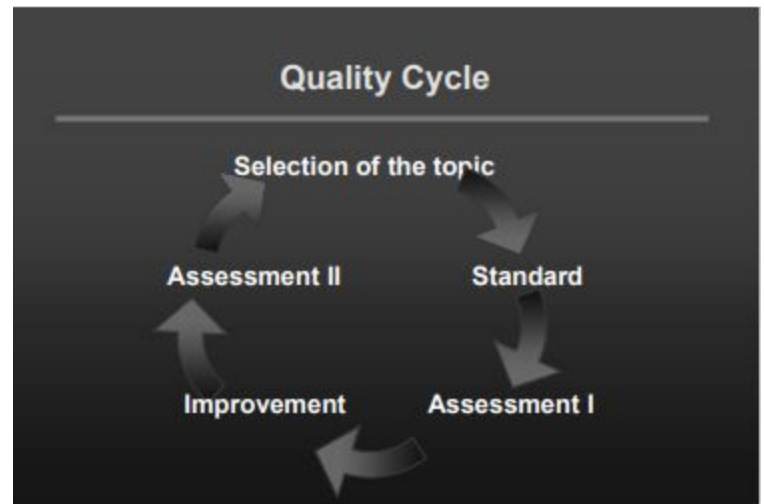 Quality Cycle
Selection of the topic
Assessment II
Standard
Improvement
Assessment I